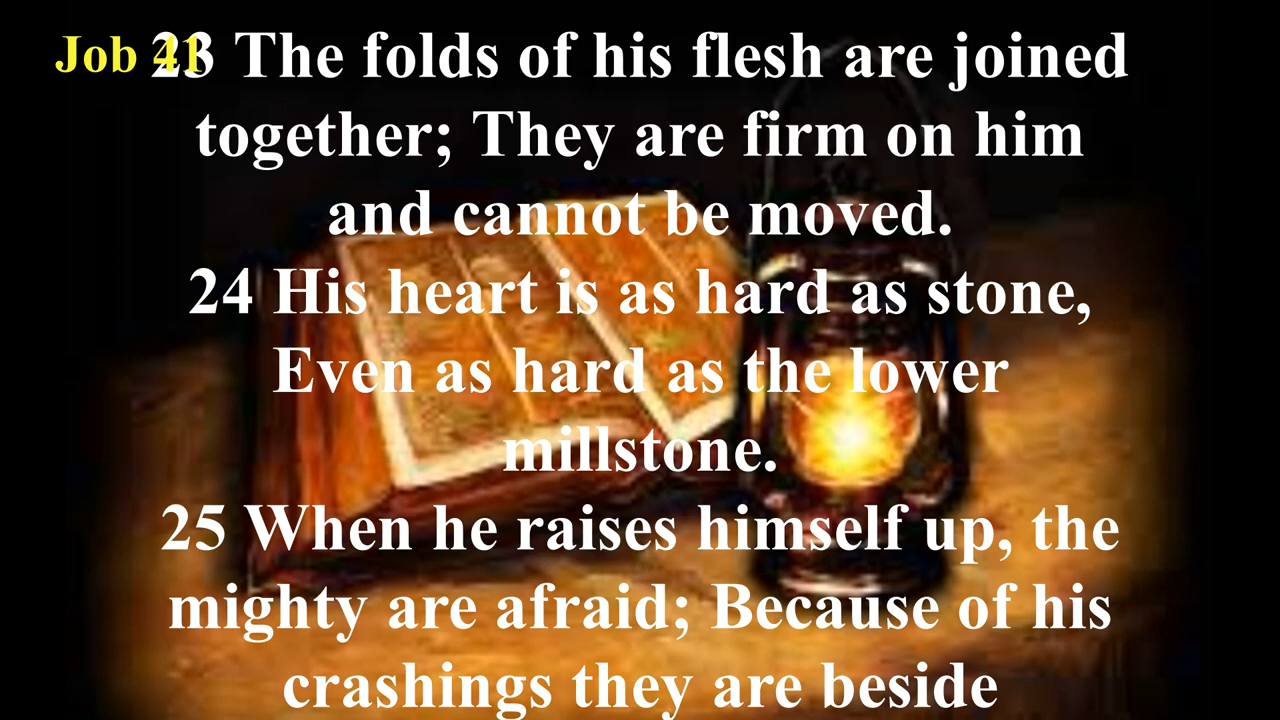 Job 41
23 The folds of his flesh are joined
together; They are firm on him
and cannot be moved.
24 His heart is as hard as stone,
Even as hard as the lower
millstone.
25 When he raises himself up, the
mighty are afraid; Because of his
crashings they are beside